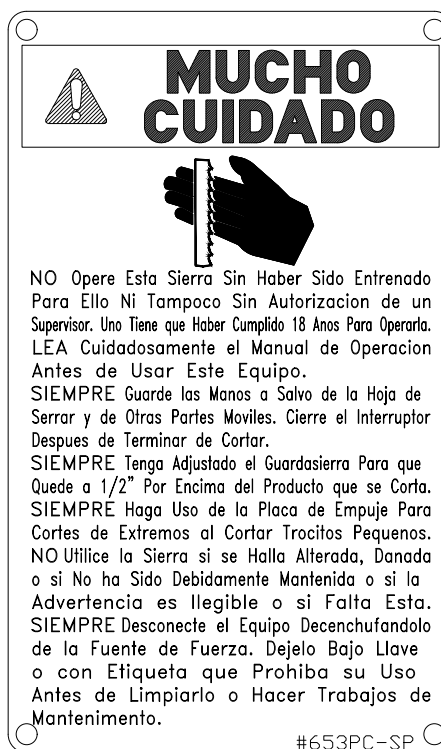 MUCHO
CUIDADO
NO Opere Esta Sierra Sin Haber Sido Entrenado
Para Ello Ni Tampoco Sin Autorizacion de un
Supervisor. Uno Tiene que Haber Cumplido 18 Anos Para Operarla.
LEA Cuidadosamente el Manual de Operacion
Antes de Usar Este Equipo.
SIEMPRE Guarde las Manos a Salvo de la Hoja de
Serrar y de Otras Partes Moviles. Cierre el Interruptor
Despues de Terminar de Cortar.
SIEMPRE Tenga Adjustado el Guardasierra Para que
Quede a 1/2" Por Encima del Producto que se Corta.
SIEMPRE Haga Uso de la Placa de Empuje Para
Cortes de Extremos al Cortar Trocitos Pequenos.
NO Utilice la Sierra si se Halla Alterada, Danada
o si No ha Sido Debidamente Mantenida o si la
Advertencia es Ilegible o si Falta Esta.
SIEMPRE Desconecte el Equipo Decenchufandolo
de la Fuente de Fuerza. Dejelo Bajo Llave
o con Etiqueta que Prohiba su Uso
Antes de Limpiarlo o Hacer Trabajos de
Mantenimento.
#653PC-SP